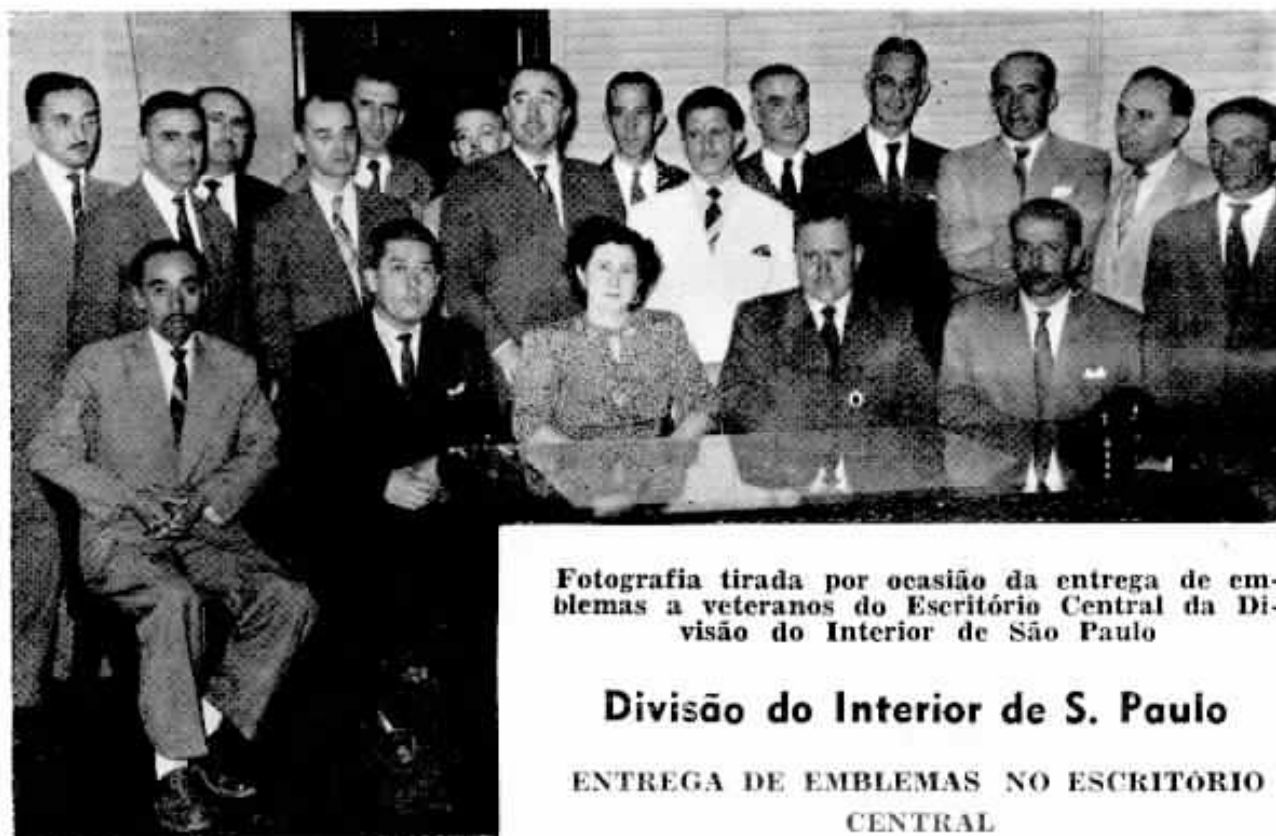 Fotografia tirada por ocasião da entrega de em-
blemas a veteranos do Escritório Central da Di-
visão do Interior de São Paulo
Divisão do Interior de S. Paulo
ENTREGA DE EMBLEMAS NO ESCRITÓRIO
CENTRAL